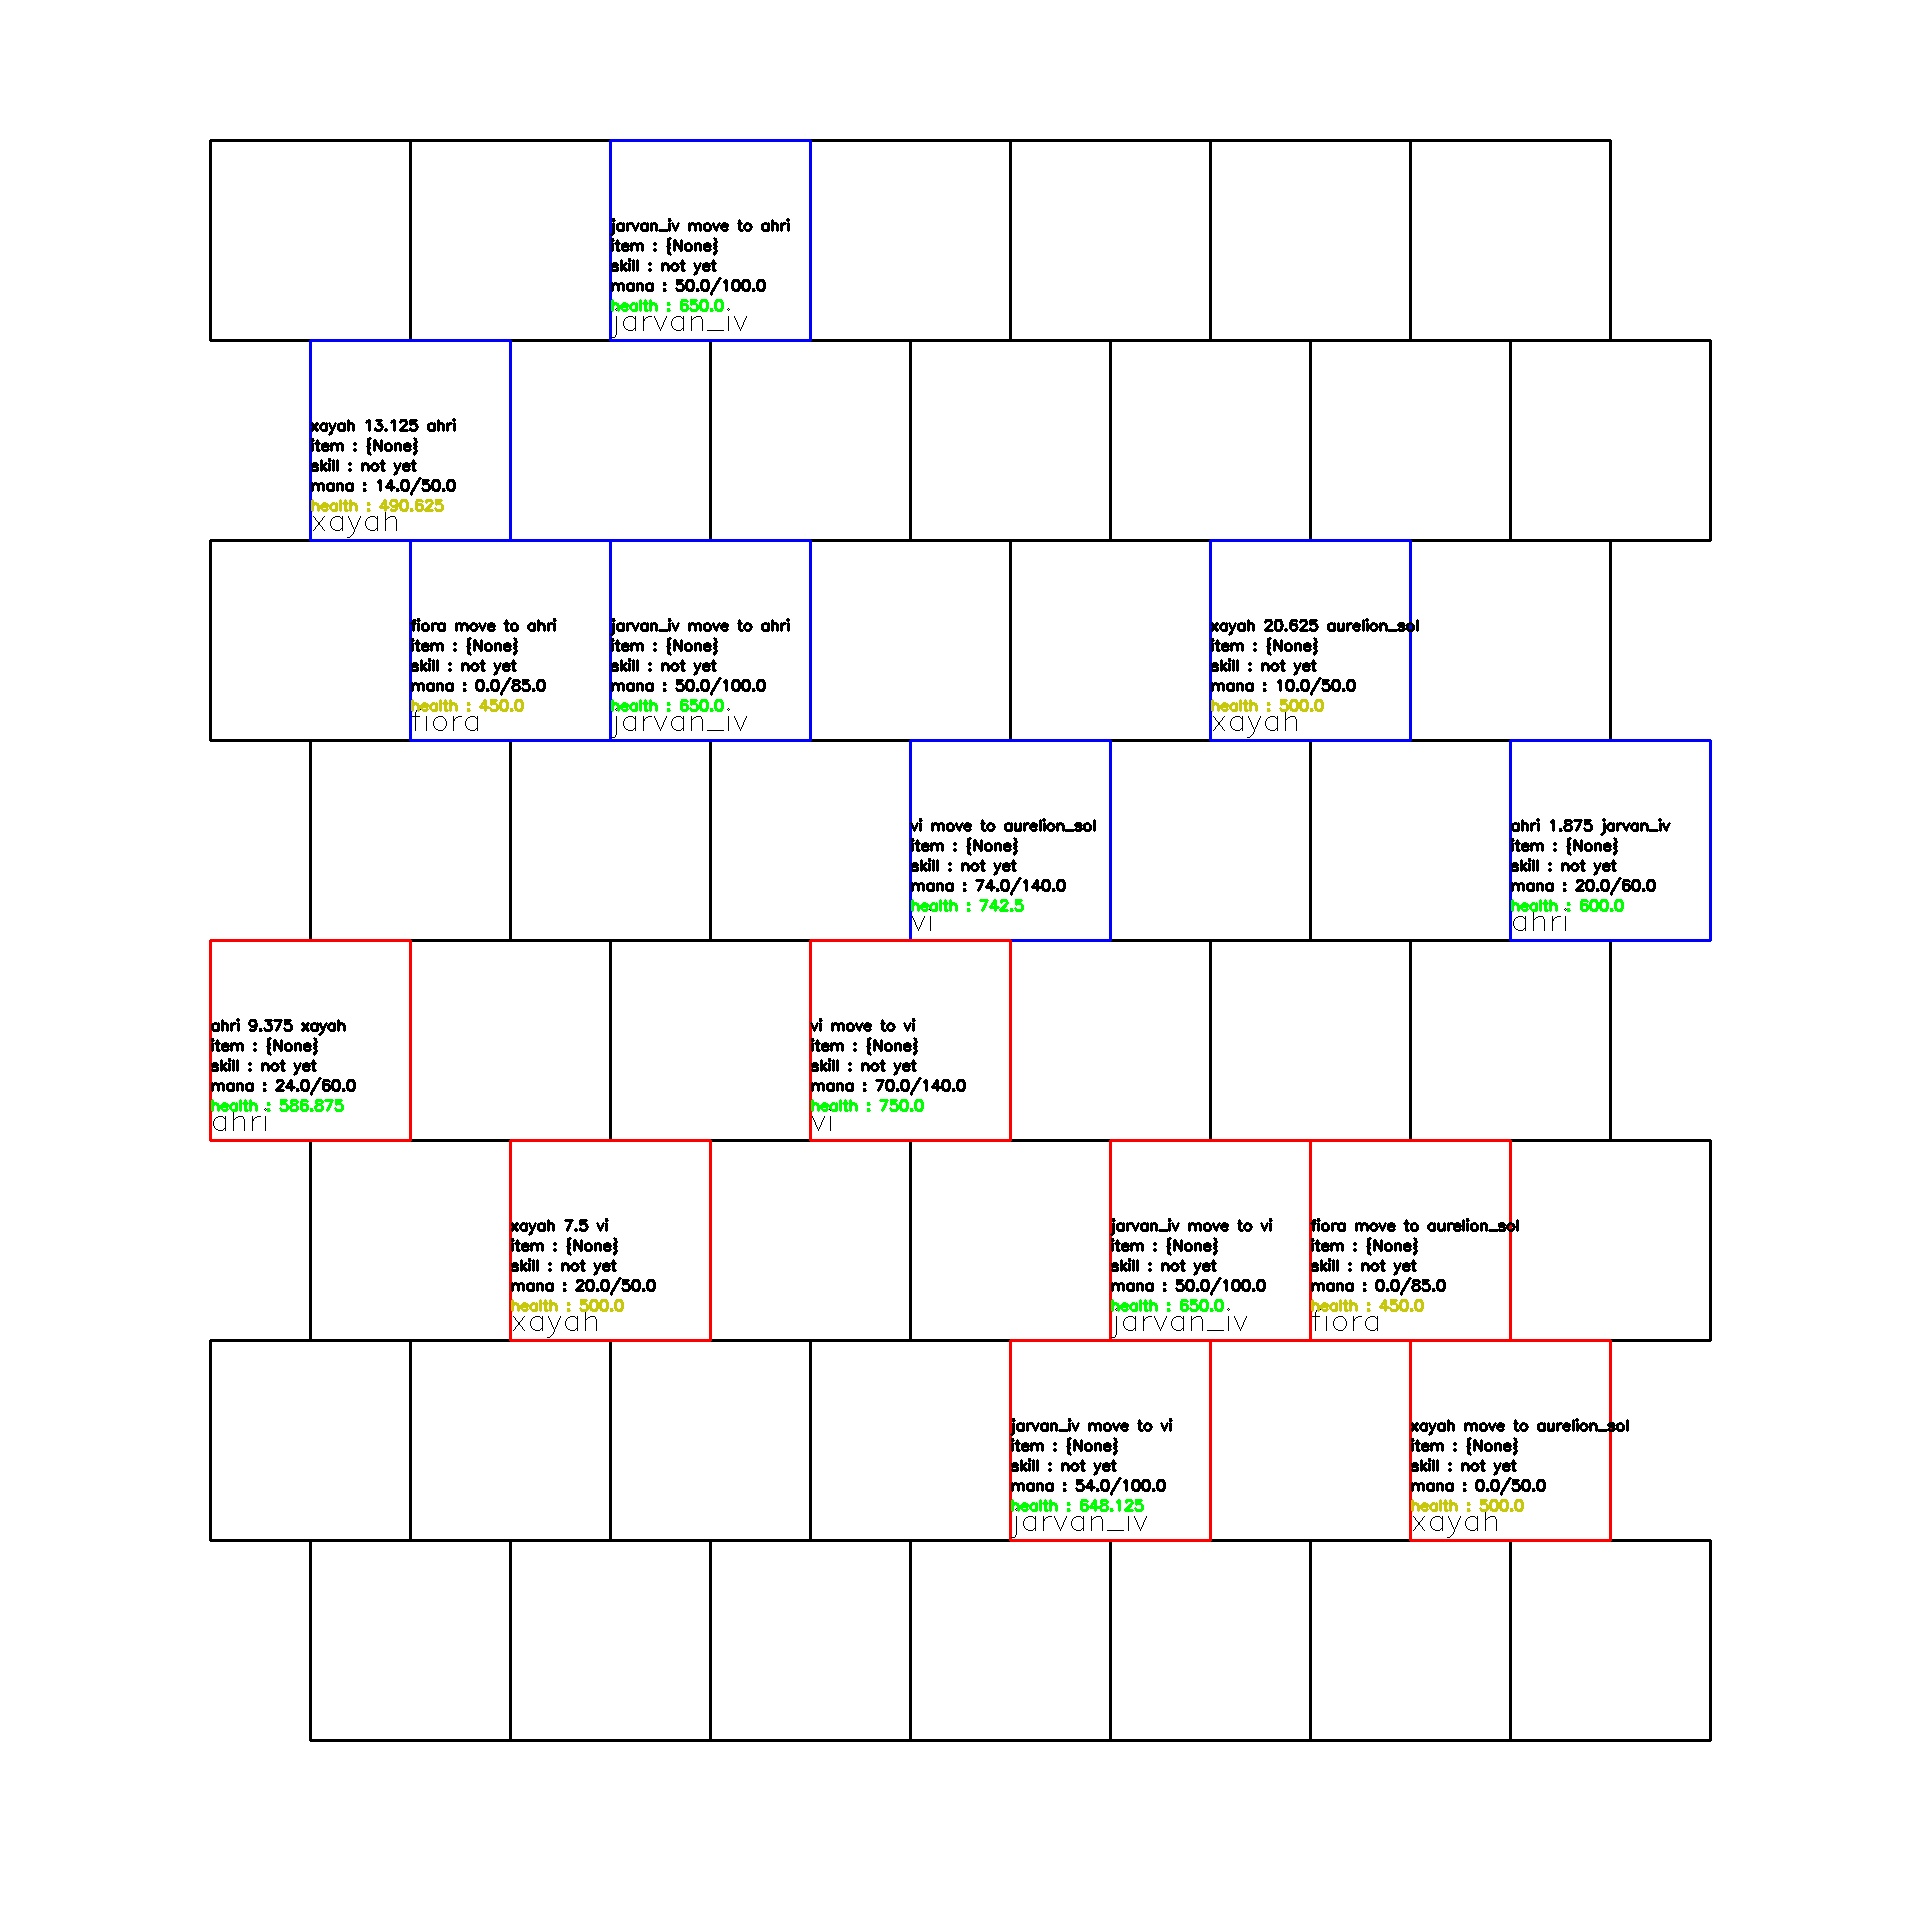 jarvan_iv move to ahri
item : {None}
skill : not yet
mana : 50.0/100.0
health : 650.0
jarvan_iv
xayah 13.125 ahri
item : {None}
skill : not yet
mana : 14.0/50.0
health : 490.625
xayah
fiora move to ahri
item : {None}
skill : not yet
mana : 0.0/85.0
health : 450.0
fiora
jarvan_iv move to ahri
item : {None}
skill : not yet
mana : 50.0/100.0
health : 650.0
jarvan_iv
xayah 20.625 aurelion_sol
item : {None}
skill : not yet
mana : 10.0/50.0
health : 500.0
xayah
vi move to aurelion_sol
item : {None}
skill : not yet
mana : 74.0/140.0
health : 742.5
vi
ahri 1.875 jarvan_iv
item : {None}
skill : not yet
mana : 20.0/60.0
health : 600.0
ahri
ahri 9.375 xayah
item : {None}
skill : not yet
mana : 24.0/60.0
health : 586.875
ahri
vi move to vi
item : {None}
skill : not yet
mana : 70.0/140.0
health : 750.0
vi
xayah 7.5 vi
item : {None}
skill : not yet
mana : 20.0/50.0
health : 500.0
xayah
jarvan_iv move to vi
item : {None}
skill : not yet
mana : 50.0/100.0
health : 650.0
jarvan_iv
fiora move to aurelion_sol
item : {None}
skill : not yet
mana : 0.0/85.0
health : 450.0
fiora
jarvan_iv move to vi
item : {None}
skill : not yet
mana : 54.0/100.0
health : 648.125
jarvan_iv
xayah move to aurelion_sol
item : {None}
skill : not yet
mana : 0.0/50.0
health : 500.0
xayah